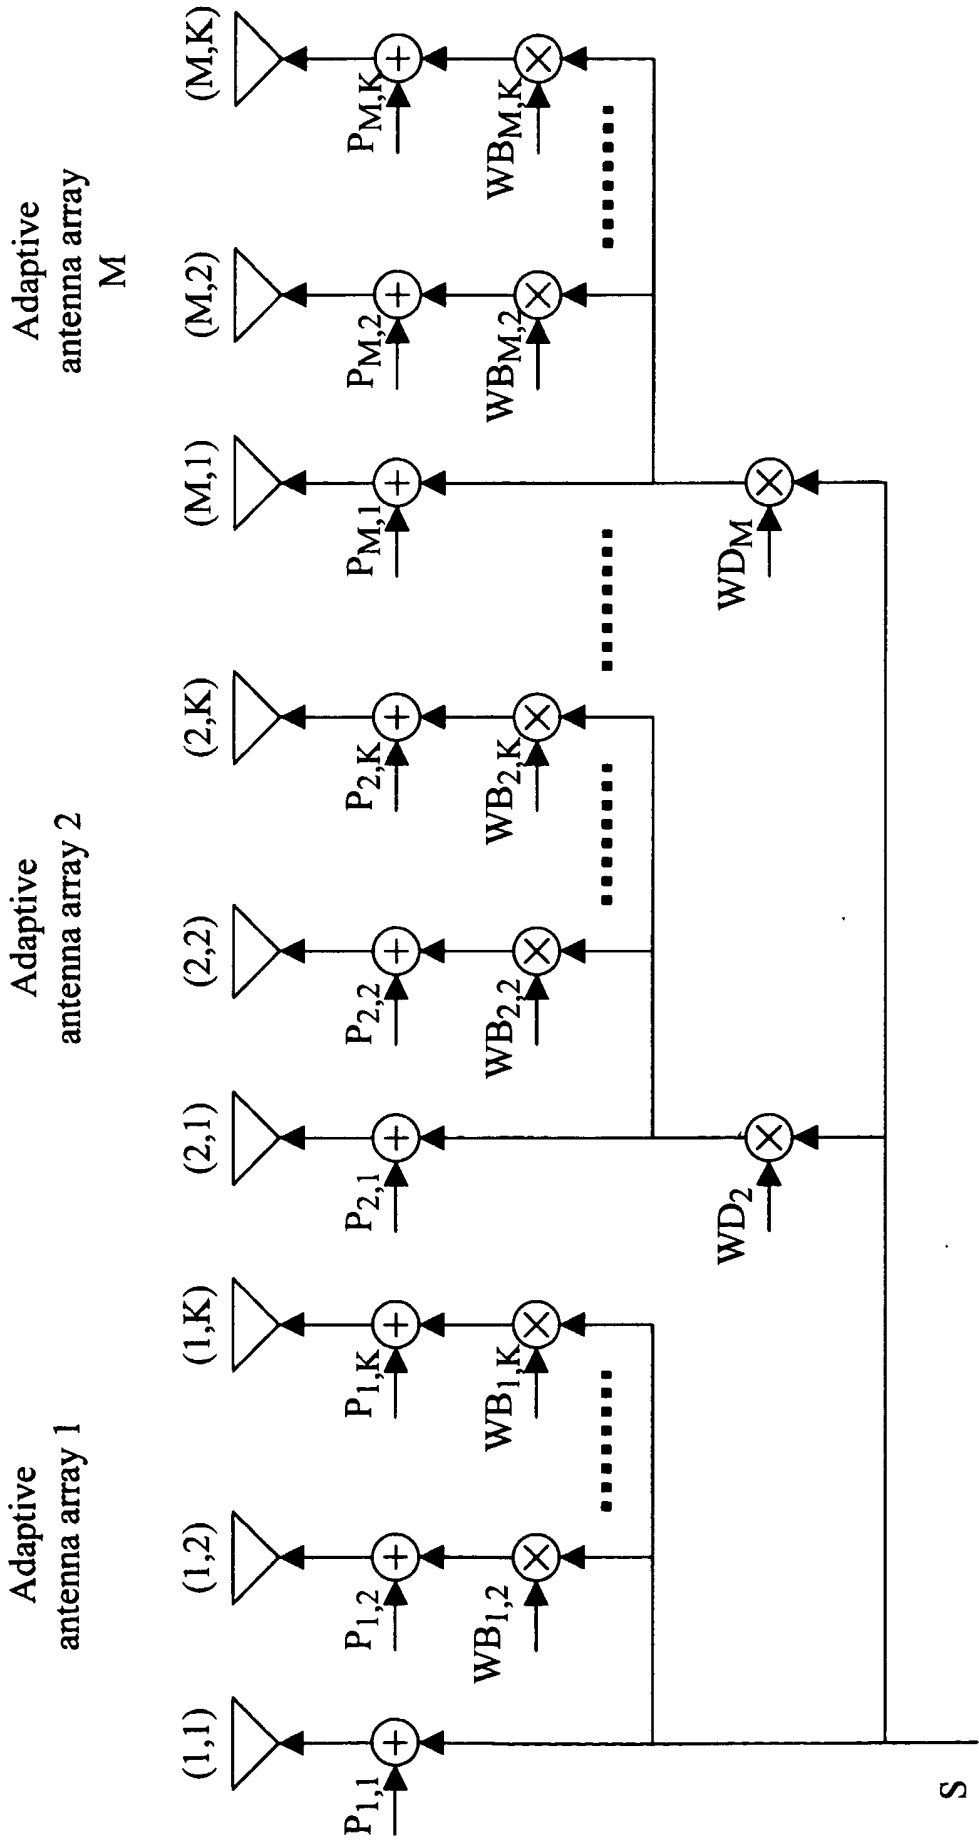 Adaptive
antenna array 1
Adaptive
antenna array 2
Adaptive
antenna array
M
(1,1)
(1,2)
(1,K)
(2,1)
(2,2)
(2,K)
(M,1)
(M,2)
(M,K)
P1,1
P1,2
P1,K
P2,1
P2,2
P2,K
PM,1
PM,2
PM,K
WB1,2
WB1,K
WB2,2
WB2,K
WBM,2
WBM,K
WD2
WDM
S